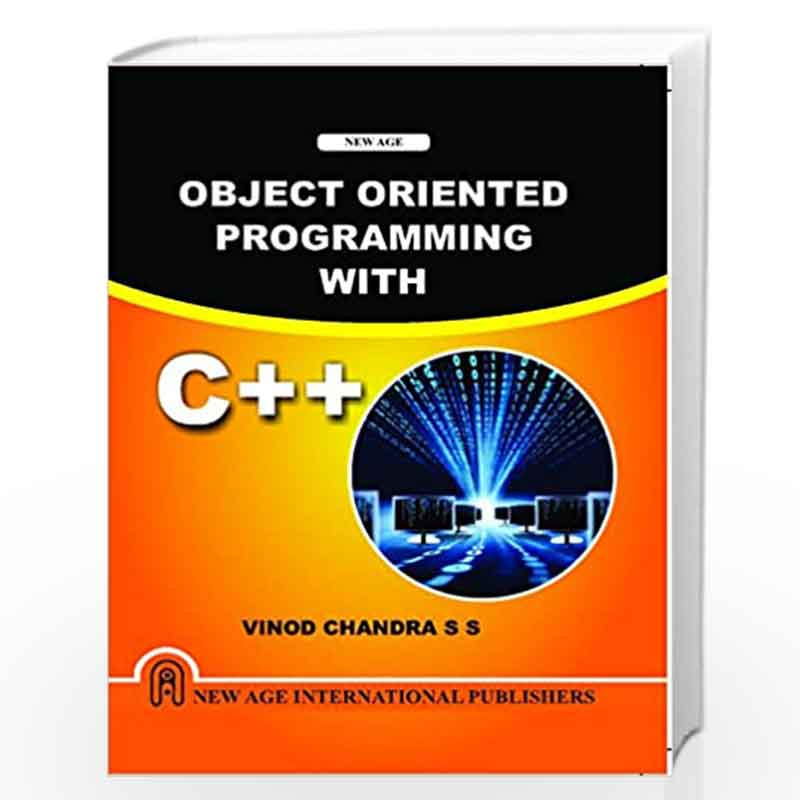 NEW AGE
OBJECT ORIENTED
PROGRAMMING
WITH
C++
VINOD CHANDRA S S
NEW AGE INTERNATIONAL PUBLISHERS